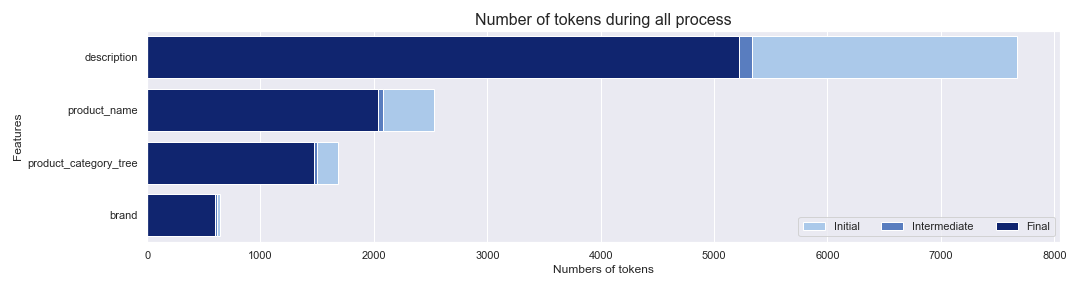 Number of tokens during all process
Features
description
product_name
product_category_tree
brand
Initial Intermediate Final
0 1000 2000 3000 4000 5000 6000 7000 8000
Numbers of tokens